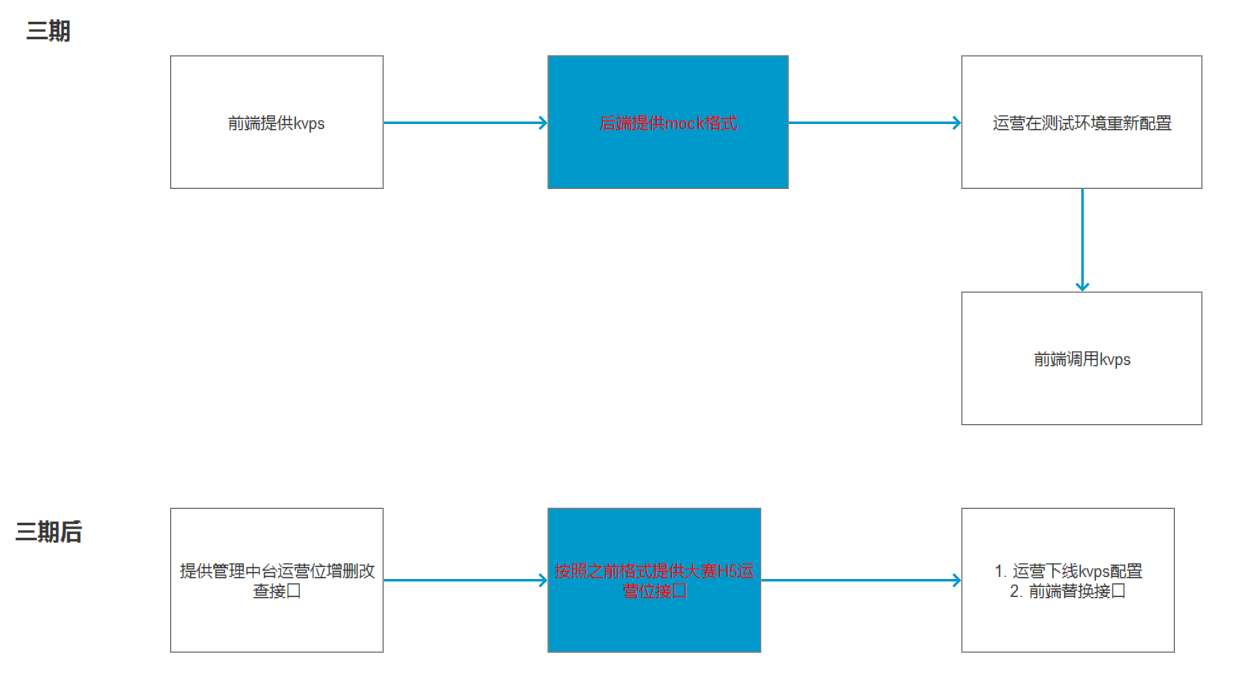 三期
前端提供kvps
后端提供mock格式
运营在测试环境重新配置
前端调用kvps
三期后
提供管理中台运营位增删改
查接口
按照之前格式提供大赛H5运
营位接口
1. 运营下线kvps配置
2. 前端替换接口